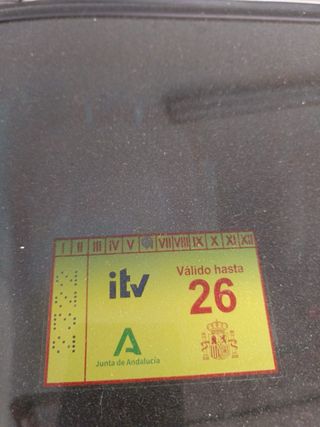 I II III IV V VII VIII IX X XI XII
itv
Válido hasta
26
Junta de Andalucía